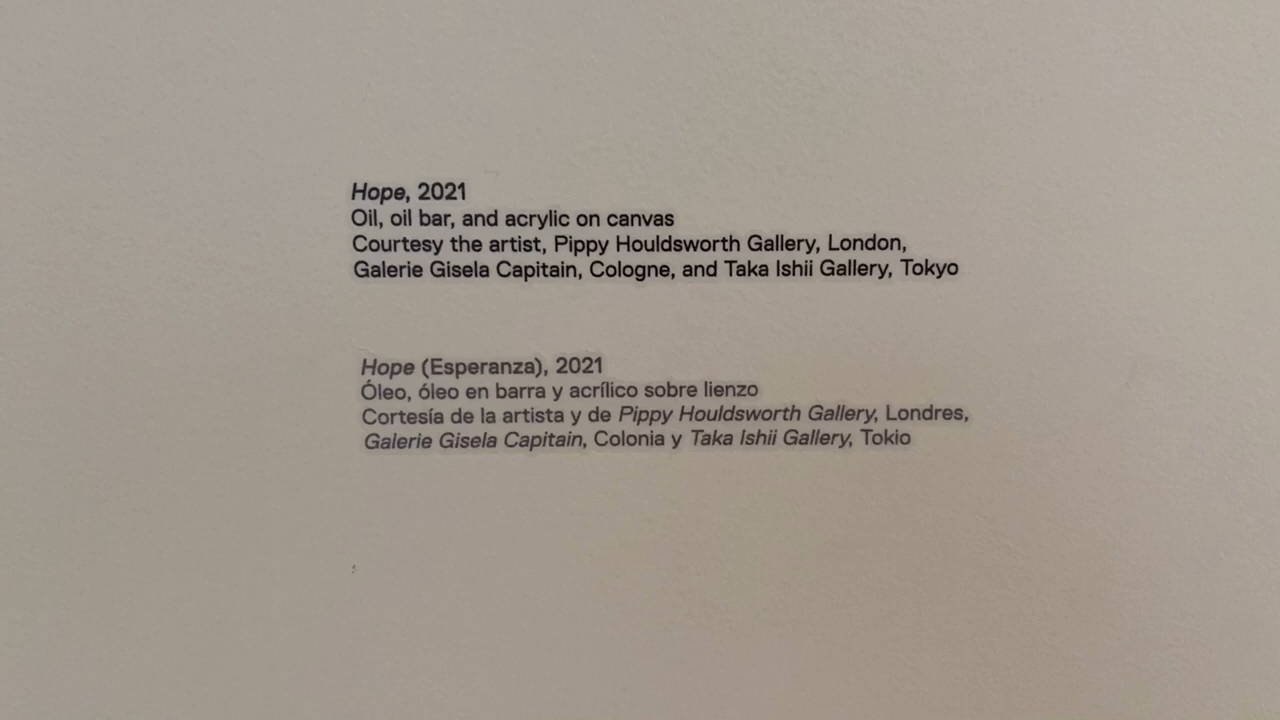 Hope, 2021
Oil, oil bar, and acrylic on canvas
Courtesy the artist, Pippy Houldsworth Gallery, London,
Galerie Gisela Capitain, Cologne, and Taka Ishii Gallery, Tokyo
Hope (Esperanza), 2021
Óleo, óleo en barra y acrílico sobre lienzo
Cortesía de la artista y de Pippy Houldsworth Gallery, Londres,
Galerie Gisela Capitain, Colonia y Taka Ishii Gallery, Tokio